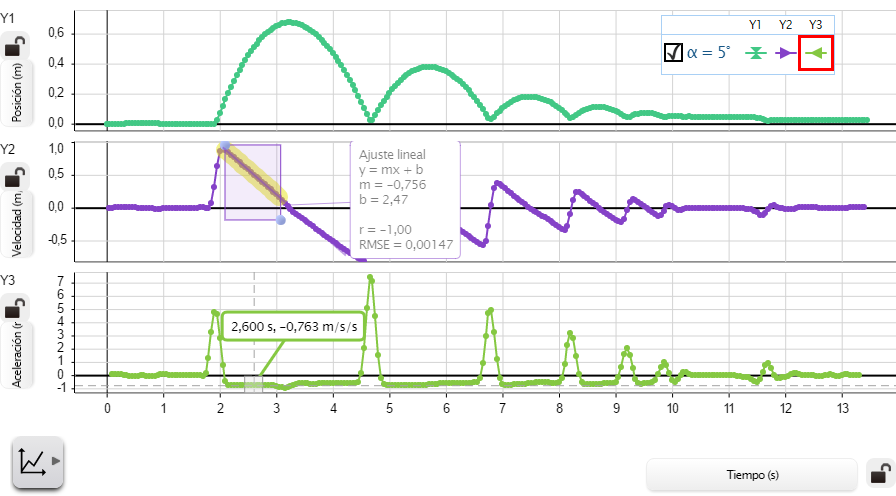 Y1
Y1 Y2 Y3
α = 5°
Posición (m)
0,6
0,4
0,2
0,0
Y2
Velocidad (m
1,0
0,5
0,0
-0,5
Ajuste lineal
y = mx + b
m = –0,756
b = 2,47
r = –1,00
RMSE = 0,00147
Y3
Aceleración (r
7
6
5
4
3
2
1
0
-1
2,600 s, –0,763 m/s/s
0 1 2 3 4 5 6 7 8 9 10 11 12 13
Tiempo (s)